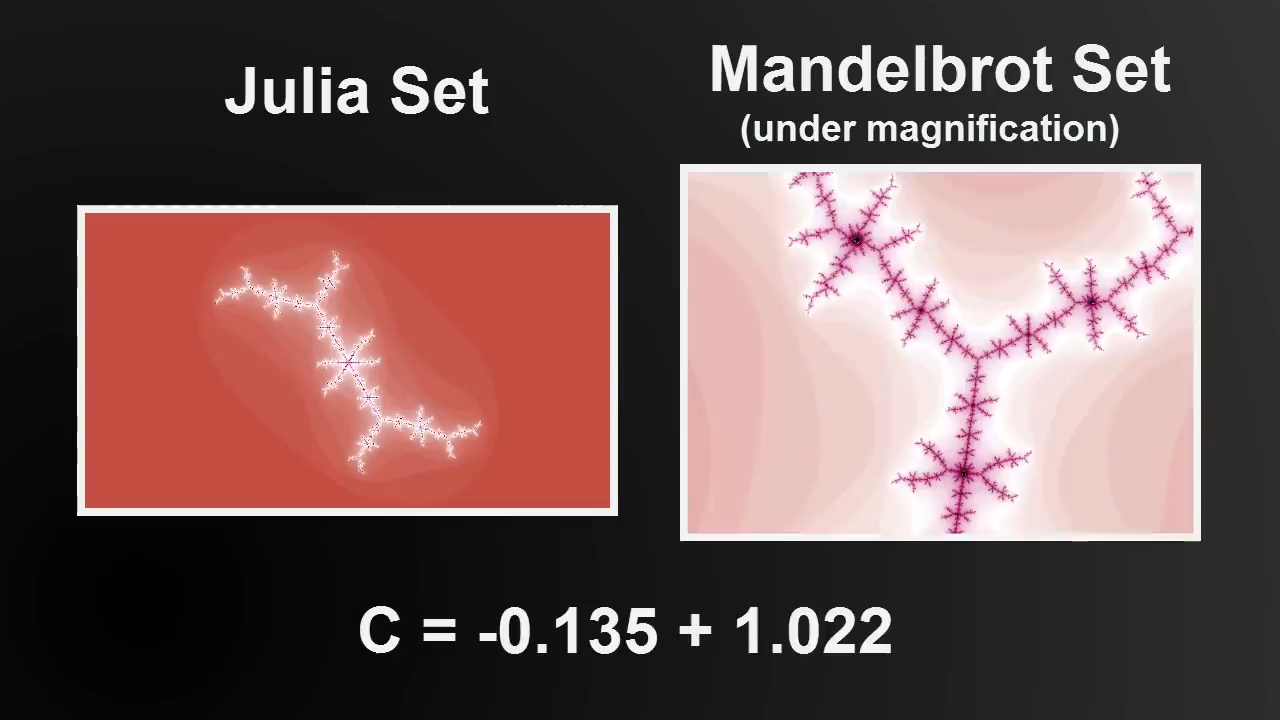 Julia Set
Mandelbrot Set
(under magnification)
C = -0.135 + 1.022